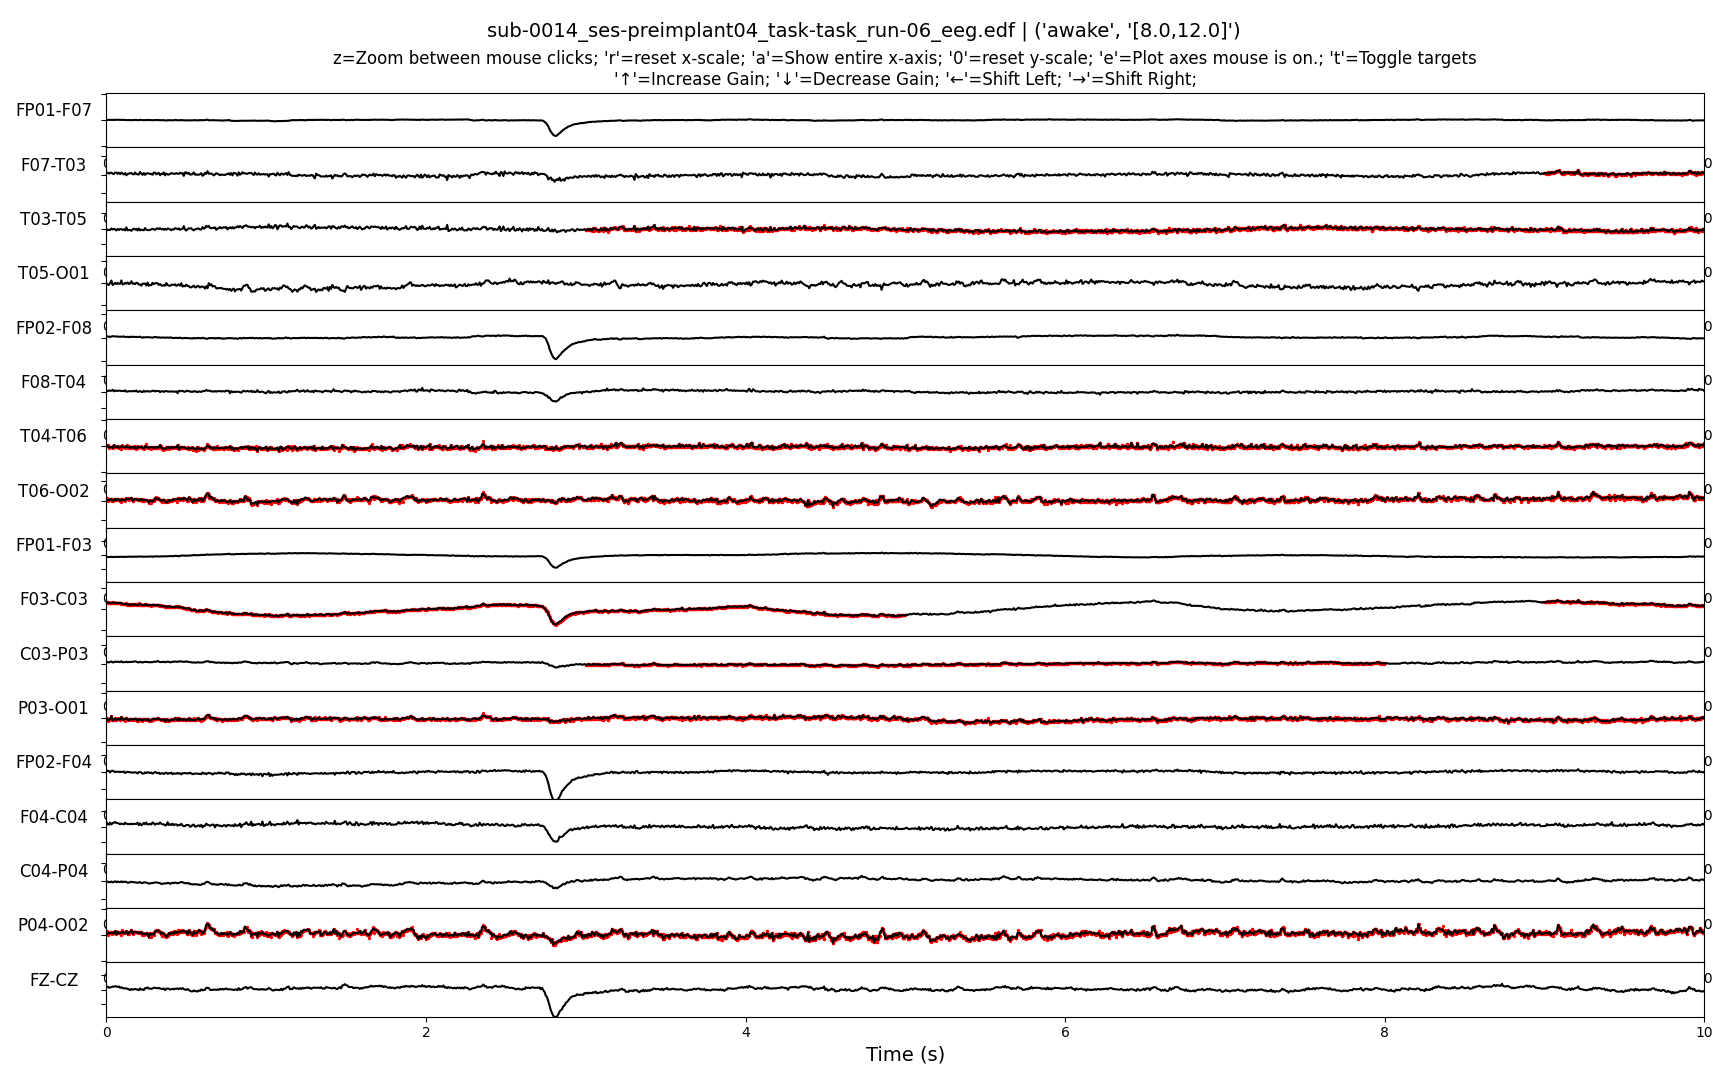 sub-0014_ses-preimplant04_task-task_run-06_eeg.edf | ('awake', '[8.0,12.0]')
z=Zoom between mouse clicks; 'r'=reset x-scale; 'a'=Show entire x-axis; '0'=reset y-scale; 'e'=Plot axes mouse is on.; 't'=Toggle targets
'↑'=Increase Gain; '↓'=Decrease Gain; '←'=Shift Left; '→'=Shift Right;
FP01-F07
F07-T03
T03-T05
T05-O01
FP02-F08
F08-T04
T04-T06
T06-O02
FP01-F03
F03-C03
C03-P03
P03-O01
FP02-F04
F04-C04
C04-P04
P04-O02
FZ-CZ
0 2 4 6 8 10
Time (s)